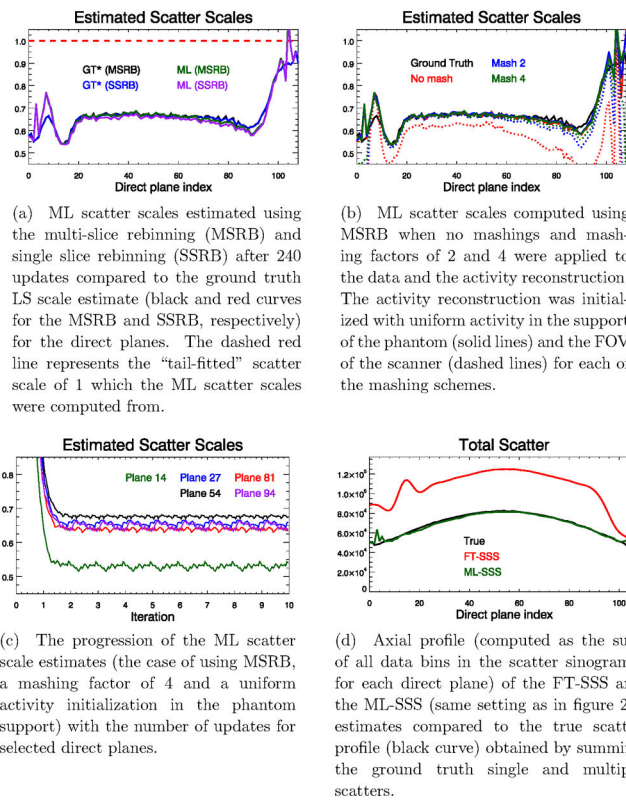 Estimated Scatter Scales
1.0
0.9
0.8
0.7
0.6
0.5
GT* (MSRB) ML (MSRB)
GT* (SSRB) ML (SSRB)
0 20 40 60 80 100
Direct plane index
(a) ML scatter scales estimated using
the multi-slice rebinning (MSRB) and
single slice rebinning (SSRB) after 240
updates compared to the ground truth
LS scale estimate (black and red curves
for the MSRB and SSRB, respectively)
for the direct planes. The dashed red
line represents the “tail-fitted” scatter
scale of 1 which the ML scatter scales
were computed from.
Estimated Scatter Scales
1.0
0.9
0.8
0.7
0.6
0.5
Ground Truth Mash 2
No mash Mash 4
0 20 40 60 80 100
Direct plane index
(b) ML scatter scales computed using
MSRB when no mashings and mash-
ing factors of 2 and 4 were applied to
the data and the activity reconstruction
The activity reconstruction was initial-
ized with uniform activity in the support
of the phantom (solid lines) and the FOV
of the scanner (dashed lines) for each o
the mashing schemes.
Estimated Scatter Scales
0.8
0.7
0.6
0.5
Plane 14 Plane 27 Plane 81
Plane 54 Plane 94
0 1 2 3 4 5 6 7 8 9 10
Iteration
(c) The progression of the ML scatter
scale estimates (the case of using MSRB,
a mashing factor of 4 and a uniform
activity initialization in the phantom
support) with the number of updates for
selected direct planes.
Total Scatter
True
FT-SSS
ML-SSS
0 20 40 60 80 100
Direct plane index
(d) Axial profile (computed as the su
of all data bins in the scatter sinogram
for each direct plane) of the FT-SSS an
the ML-SSS (same setting as in figure 2
estimates compared to the true scatt
profile (black curve) obtained by summin
the ground truth single and multip
scatters.